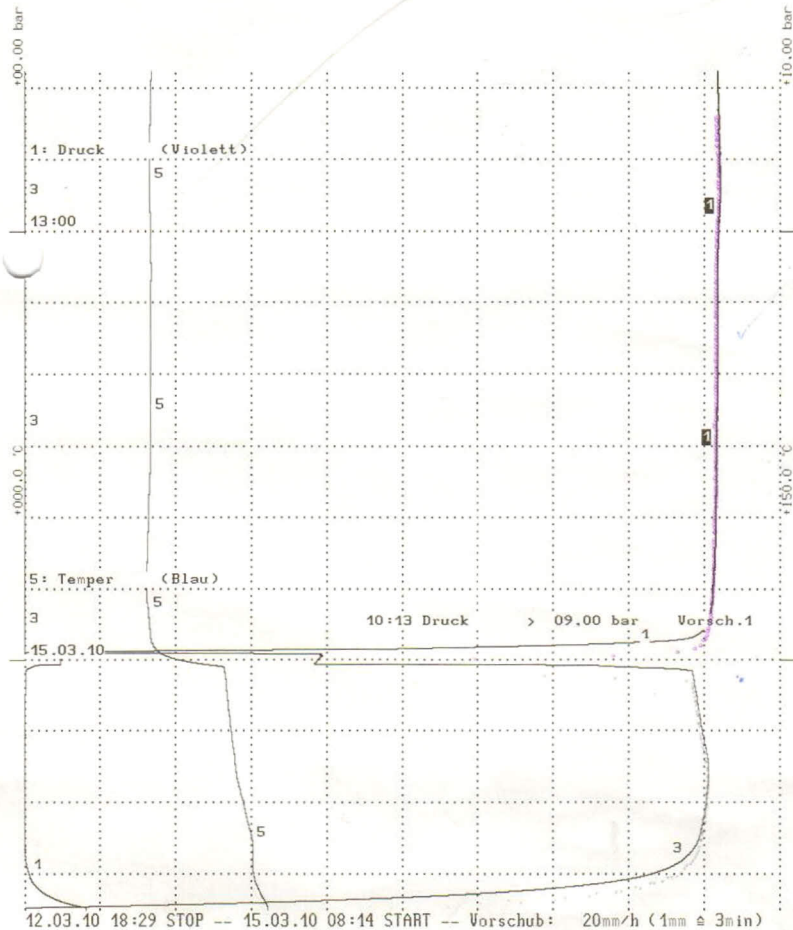 +00.00 bar
+10.00 bar
1: Druck (Violett)
5
3
1
13:00
5
3
1
+000.0 °C
+150.0 °C
5: Temper (Blau)
5
3
10:13 Druck > 09.00 bar Vorsch.1
1
15.03.10
5
3
1
12.03.10 18:29 STOP -- 15.03.10 08:14 START -- Vorschub: 20mm/h (1mm ≙ 3min)